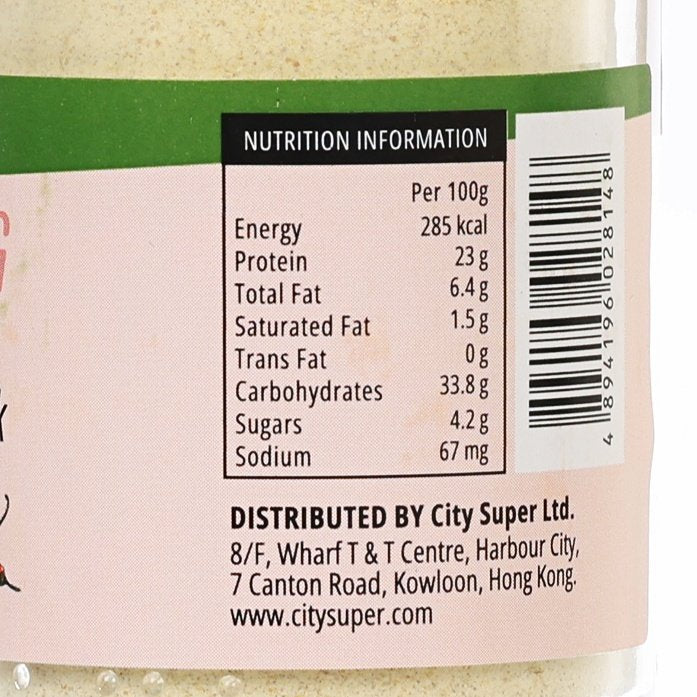 NUTRITION INFORMATION
Per 100g
Energy 285 kcal
Protein 23 g
Total Fat 6.4 g
Saturated Fat 1.5 g
Trans Fat 0 g
Carbohydrates 33.8 g
Sugars 4.2 g
Sodium 67 mg
4 894196 028148
DISTRIBUTED BY City Super Ltd.
8/F, Wharf T & T Centre, Harbour City,
7 Canton Road, Kowloon, Hong Kong.
www.citysuper.com